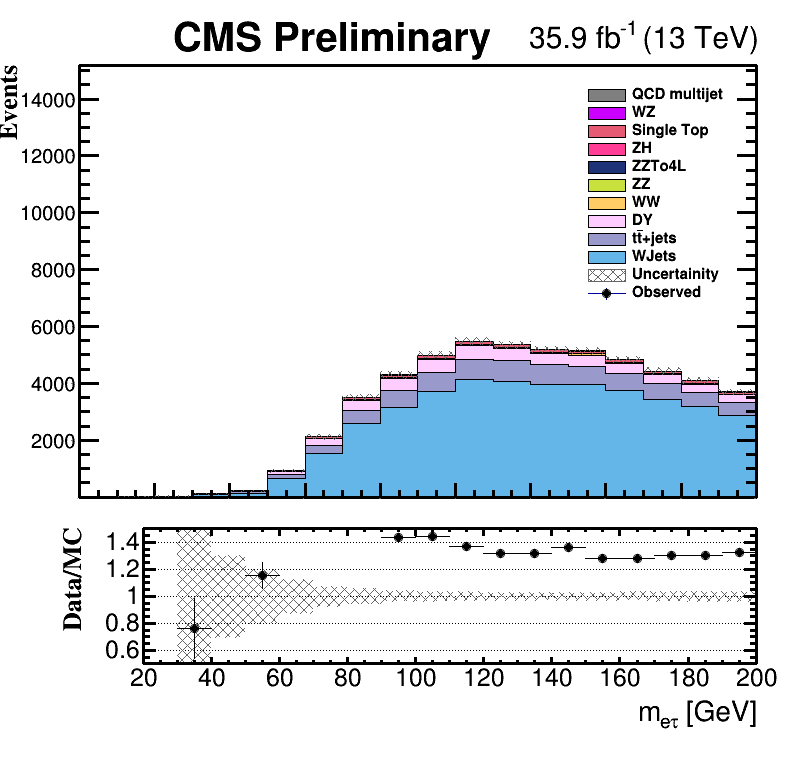 CMS Preliminary 35.9 fb-1 (13 TeV)
Events
14000
12000
10000
8000
6000
4000
2000
QCD multijet
WZ
Single Top
ZH
ZZTo4L
ZZ
WW
DY
tt̄+jets
WJets
Uncertainity
Observed
Data/MC
1.4
1.2
1
0.8
0.6
20 40 60 80 100 120 140 160 180 200
meτ [GeV]